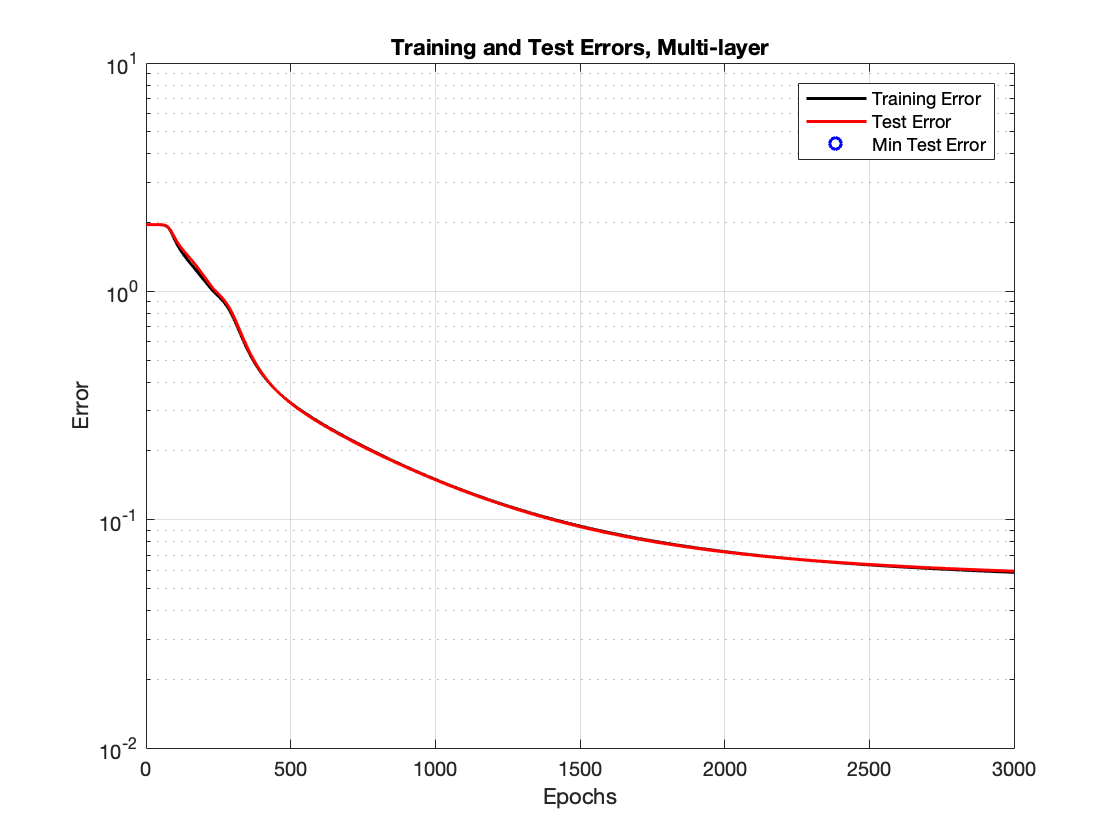 Training and Test Errors, Multi-layer
Training Error
Test Error
Min Test Error
10^1
10^0
10^-1
10^-2
Error
0 500 1000 1500 2000 2500 3000
Epochs